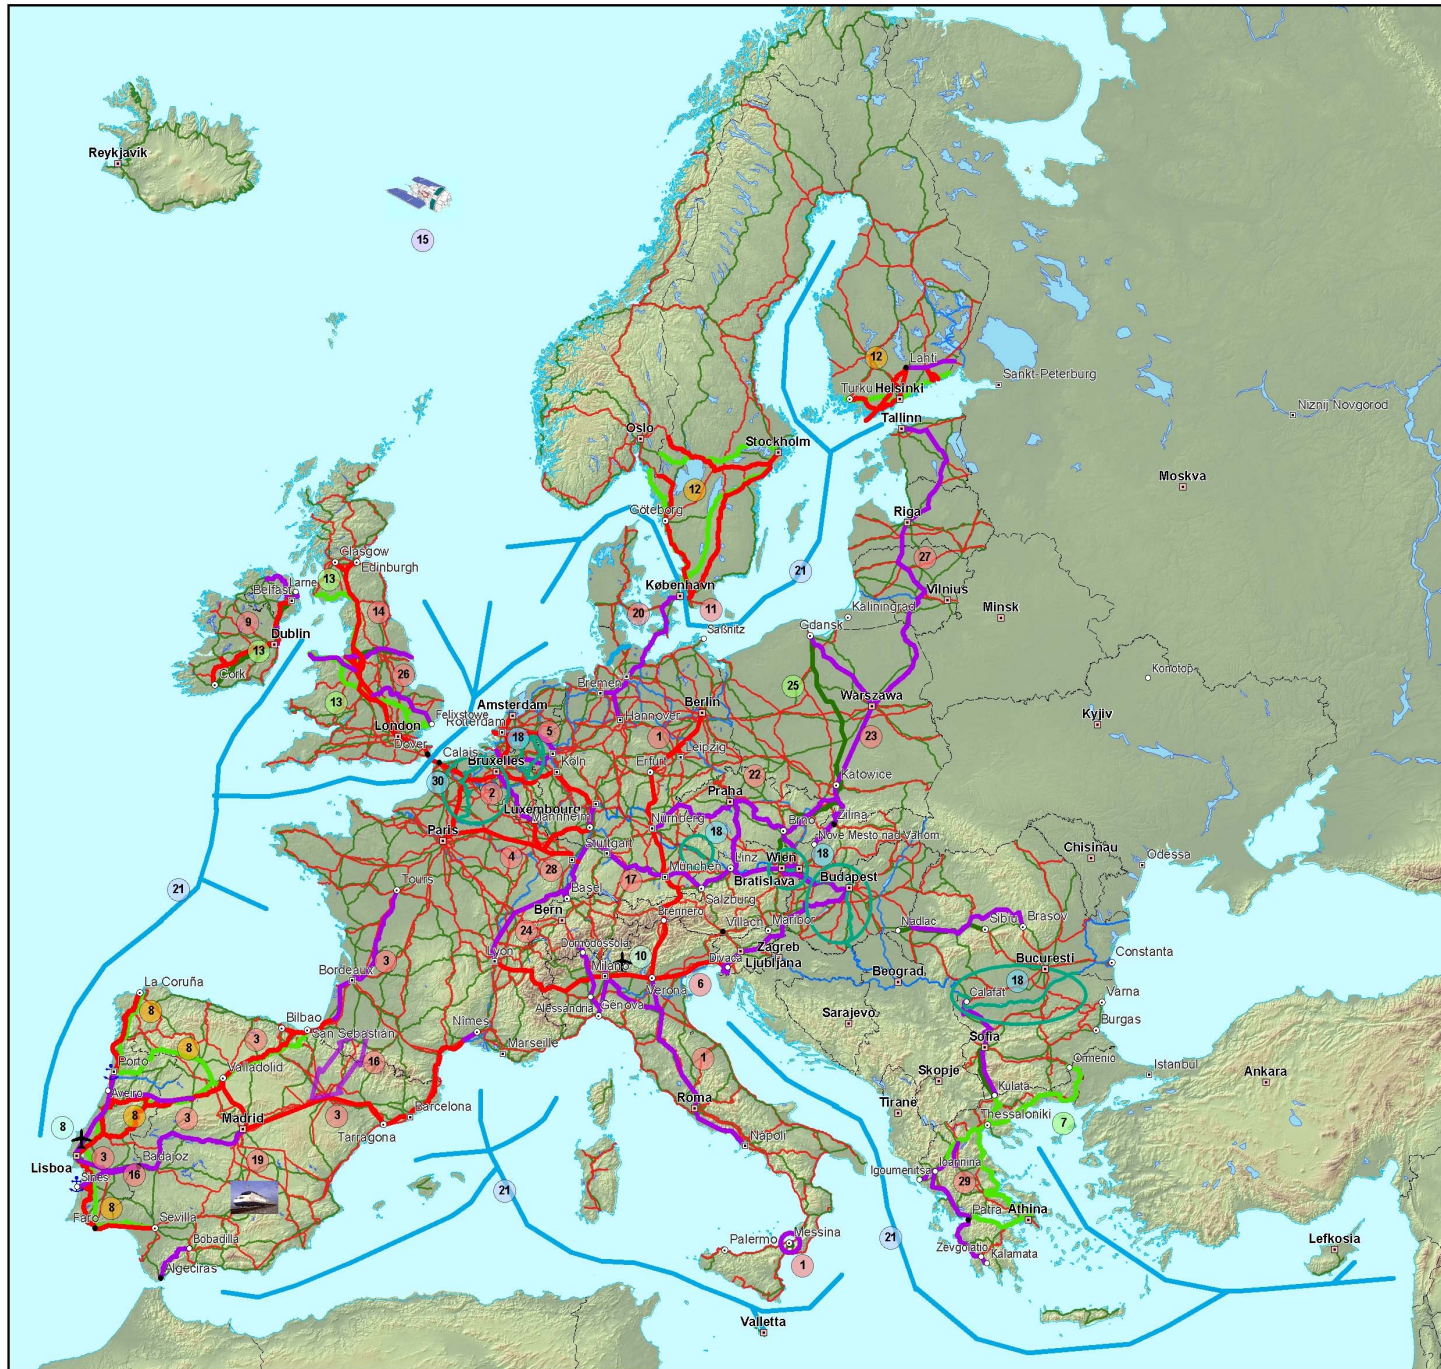 Reykjavík
15
12
Lahti
Sankt-Peterburg
Turku
Helsinki
Niznij Novgorod
Tallinn
Oslo
Stockholm
Moskva
12
Göteborg
Riga
Glasgow
Edinburgh
27
21
13
Larne
Belfast
København
Vilnius
Minsk
14
20
11
Kaliningrad
9
Dublin
Saßnitz
Gdansk
13
Cork
26
Bremen
25
Konotop
13
Amsterdam
Berlin
Warszawa
London
Felixstowe
Rotterdam
Hannover
Kyjiv
18
5
1
23
Dover
Calais
Leipzig
Bruxelles
Köln
Erfurt
22
30
Katowice
2
Luxembourg
Praha
Mannheim
Nürnberg
Brno
Zilina
Paris
18
Nove Mesto nad Vahom
Stuttgart
18
Chisinau
4
28
17
München
Linz
Wien
Odessa
Tours
Bratislava
Budapest
21
Basel
Salzburg
Bern
Brennero
Villach
Maribor
Nadlac
Sibiu
Brasov
24
Domodossola
Zagreb
Lyon
10
Divaca
Ljubljana
Constanta
3
Milano
Bucuresti
Bordeaux
Verona
6
Beograd
18
La Coruña
Calafat
Varna
8
Alessandria
Genova
Sarajevo
Burgas
Bilbao
San Sebastián
Nîmes
3
Marseille
Sofia
8
16
Porto
1
Ormenio
Istanbul
Valladolid
Skopje
Ankara
Aveiro
Kulata
Roma
Tirane
8
3
Madrid
3
Barcelona
Thessaloniki
8
Tarragona
7
Lisboa
3
Badajoz
Napoli
19
Ioannina
Igoumeritsa
Sines
16
29
21
8
Patra
Athina
Faro
Sevilla
Messina
21
Lefkosia
Bobadilla
Palermo
Zevgolatio
Kalamata
1
Algeciras
Valletta